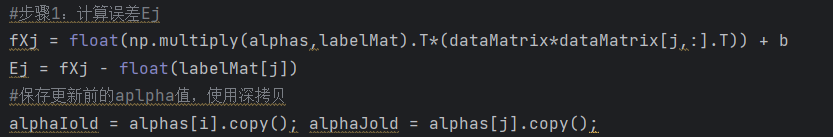 #步骤1：计算误差Ej
fXj = float(np.multiply(alphas,labelMat).T*(dataMatrix*dataMatrix[j,:].T)) + b
Ej = fXj - float(labelMat[j])
#保存更新前的aplpha值，使用深拷贝
alphaIold = alphas[i].copy(); alphaJold = alphas[j].copy();